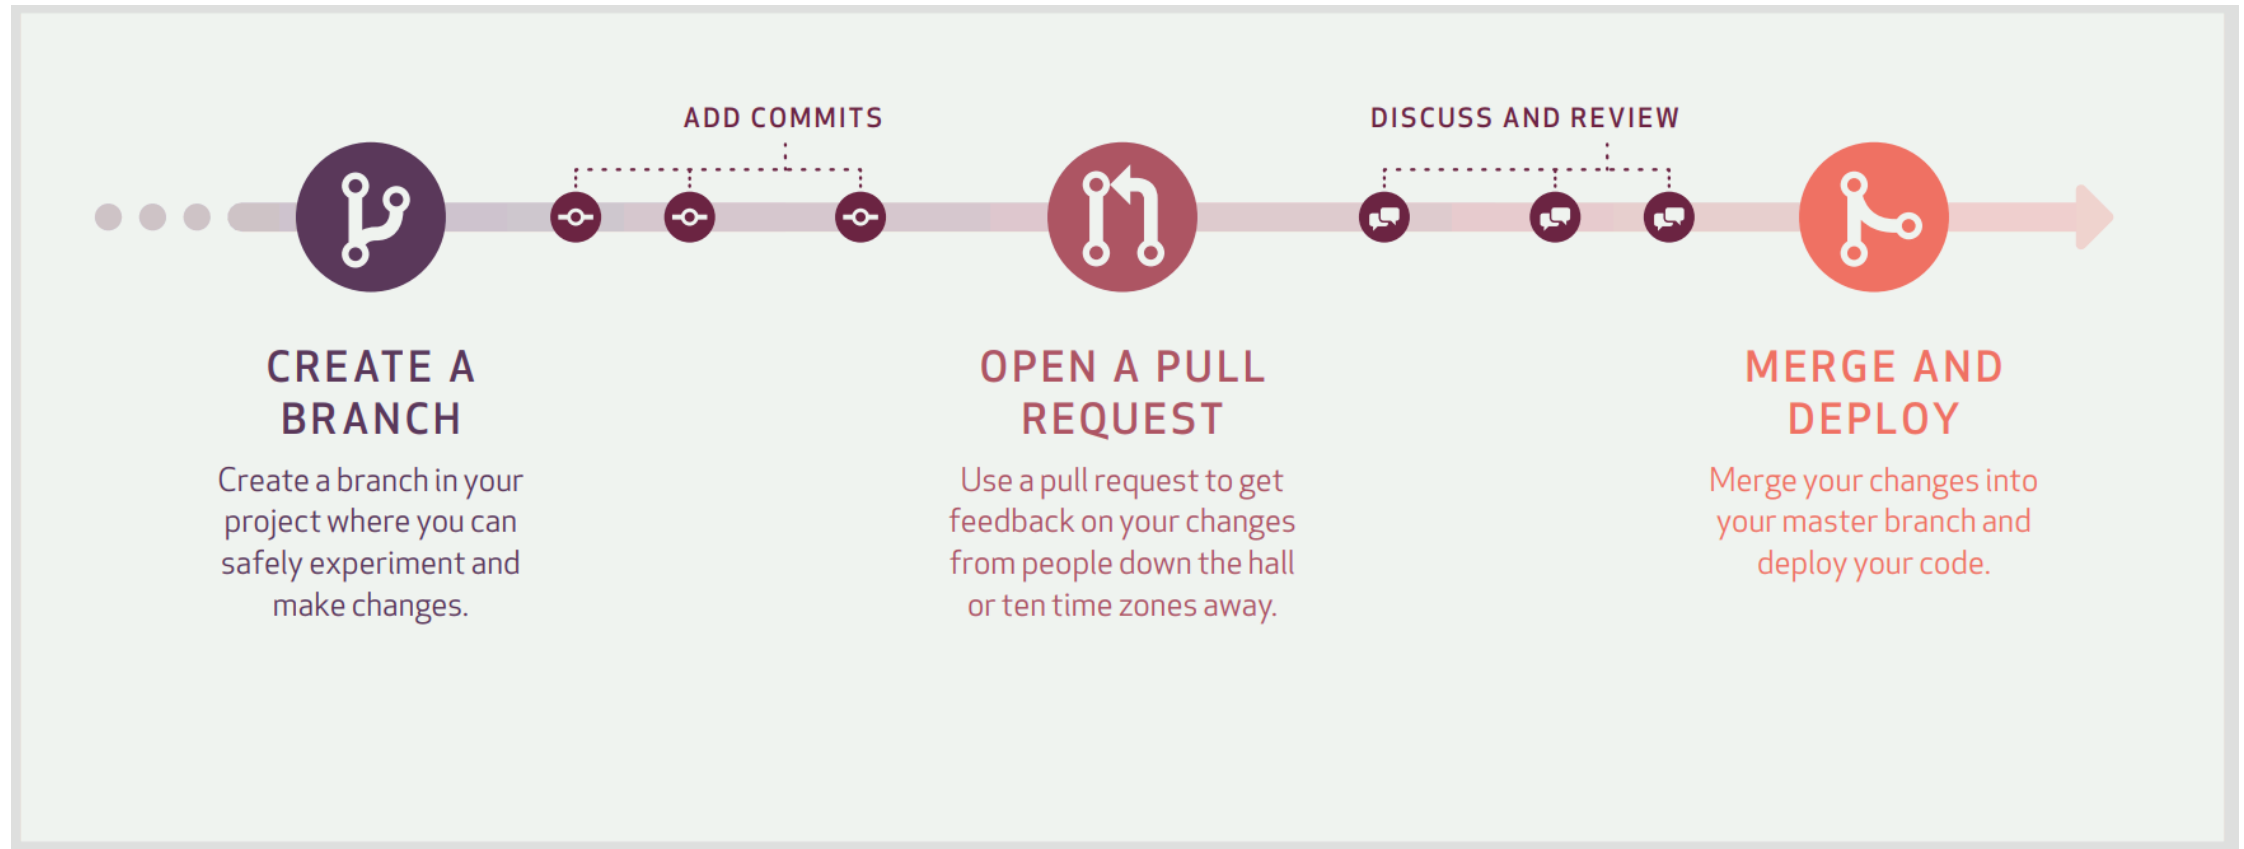 ADD COMMITS
DISCUSS AND REVIEW
CREATE A
BRANCH
Create a branch in your
project where you can
safely experiment and
make changes.
OPEN A PULL
REQUEST
Use a pull request to get
feedback on your changes
from people down the hall
or ten time zones away.
MERGE AND
DEPLOY
Merge your changes into
your master branch and
deploy your code.